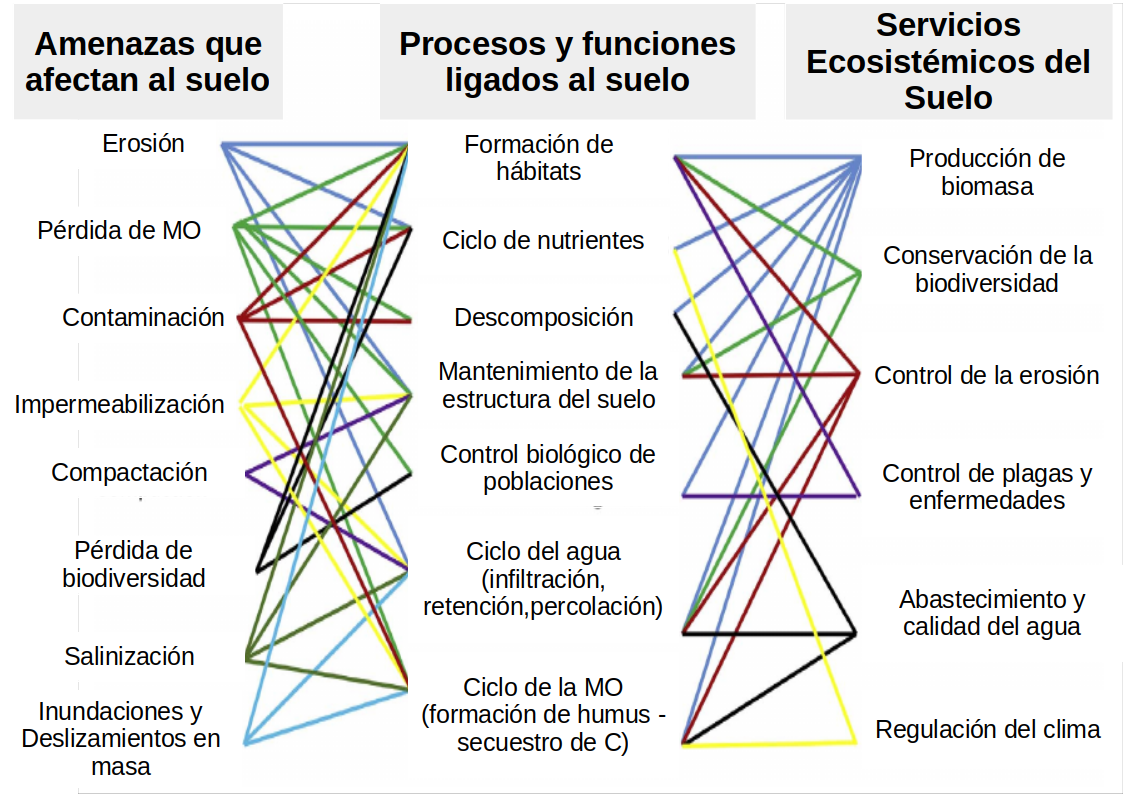 Amenazas que
afectan al suelo
Procesos y funciones
ligados al suelo
Servicios
Ecosistémicos del
Suelo
Erosión
Pérdida de MO
Contaminación
Impermeabilización
Compactación
Pérdida de
biodiversidad
Salinización
Inundaciones y
Deslizamientos en
masa
Formación de
hábitats
Ciclo de nutrientes
Descomposición
Mantenimiento de la
estructura del suelo
Control biológico de
poblaciones
Ciclo del agua
(infiltración,
retención,percolación)
Ciclo de la MO
(formación de humus -
secuestro de C)
Producción de
biomasa
Conservación de la
biodiversidad
Control de la erosión
Control de plagas y
enfermedades
Abastecimiento y
calidad del agua
Regulación del clima